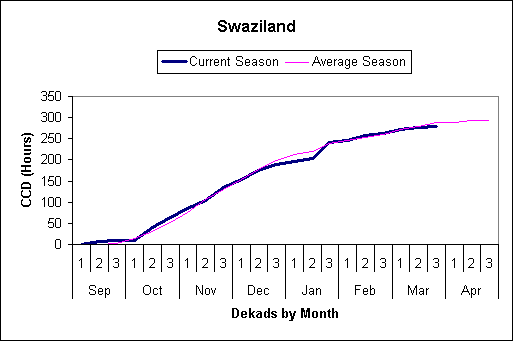 Swaziland
Current Season Average Season
350
300
250
200
150
100
50
0
CCD (Hours)
1 2 3 1 2 3 1 2 3 1 2 3 1 2 3 1 2 3 1 2 3 1 2 3
Sep Oct Nov Dec Jan Feb Mar Apr
Dekads by Month